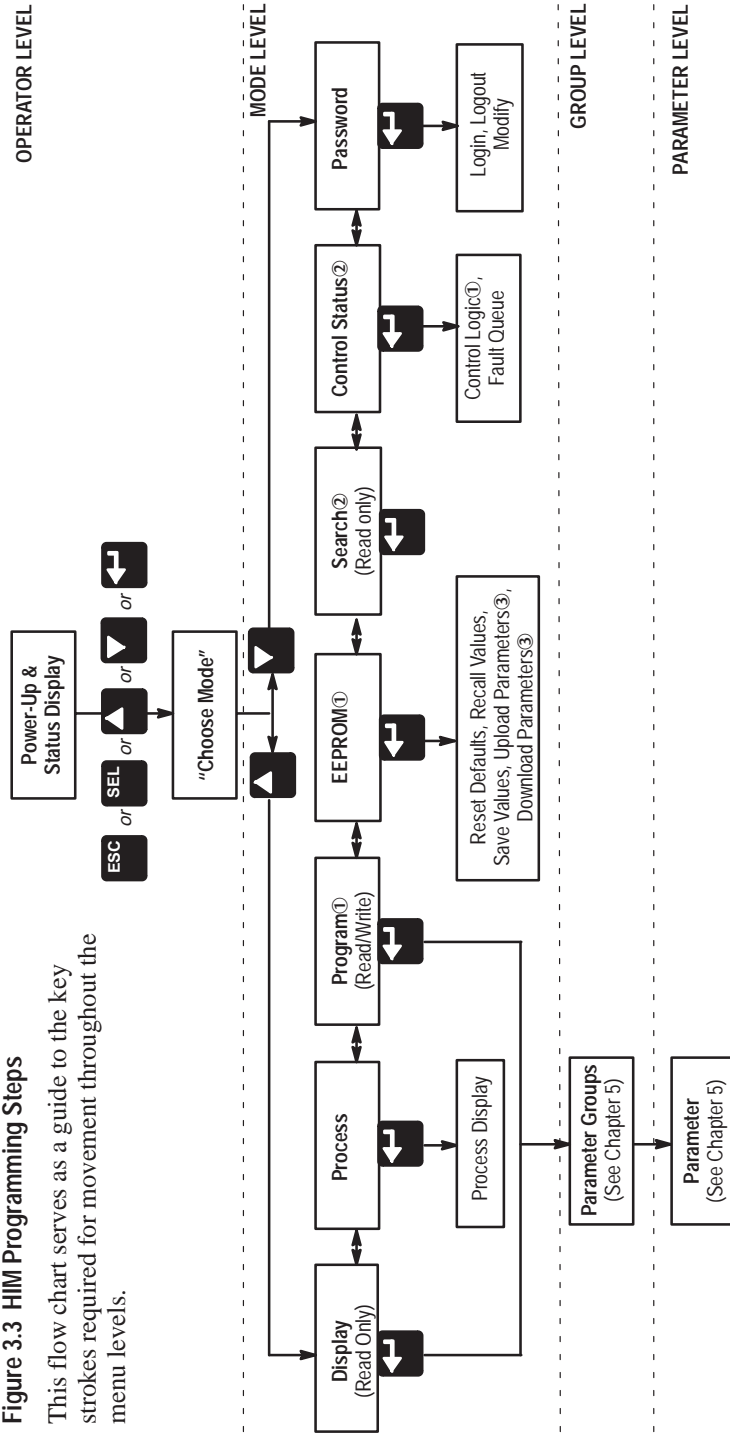 Figure 3.3 HIM Programming Steps
This flow chart serves as a guide to the key
strokes required for movement throughout the
menu levels.
OPERATOR LEVEL
Power-Up &
Status Display
ESC or SEL or or or
"Choose Mode"
MODE LEVEL
Display
(Read Only)
Process
Program①
(Read/Write)
EEPROM①
Search②
(Read only)
Control Status②
Password
Process Display
Reset Defaults, Recall Values,
Save Values, Upload Parameters③,
Download Parameters③
Control Logic①,
Fault Queue
Login, Logout
Modify
GROUP LEVEL
Parameter Groups
(See Chapter 5)
PARAMETER LEVEL
Parameter
(See Chapter 5)